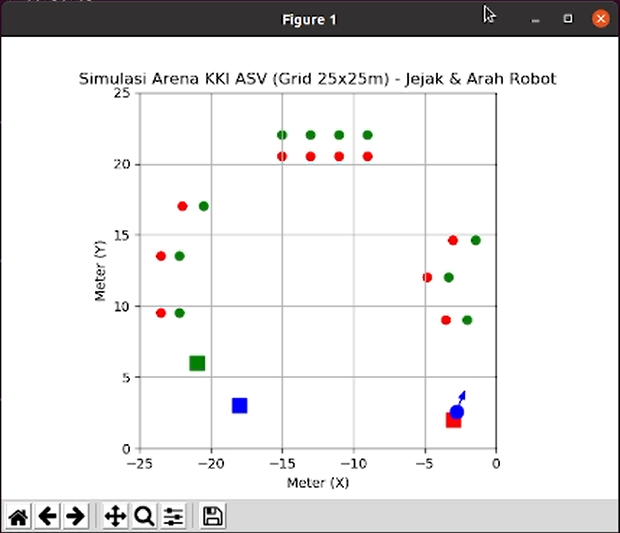 Figure 1
Simulasi Arena KKI ASV (Grid 25x25m) - Jejak & Arah Robot
25
20
15
10
5
0
Meter (Y)
−25 −20 −15 −10 −5 0
Meter (X)